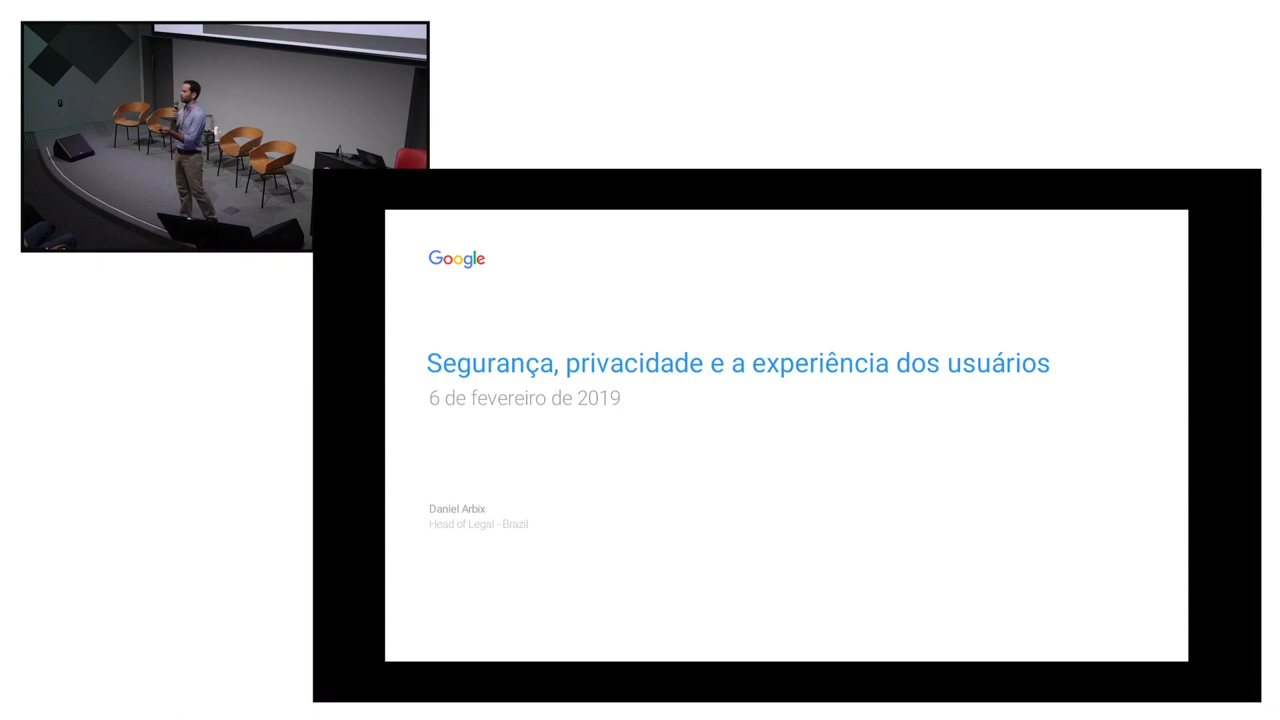 Google
Segurança, privacidade e a experiência dos usuários
6 de fevereiro de 2019
Daniel Arbix
Head of Legal - Brazil